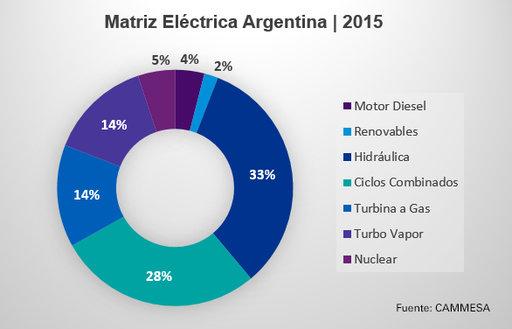 Matriz Eléctrica Argentina | 2015
5%
4%
2%
14%
33%
14%
28%
Motor Diesel
Renovables
Hidráulica
Ciclos Combinados
Turbina a Gas
Turbo Vapor
Nuclear
Fuente: CAMMESA